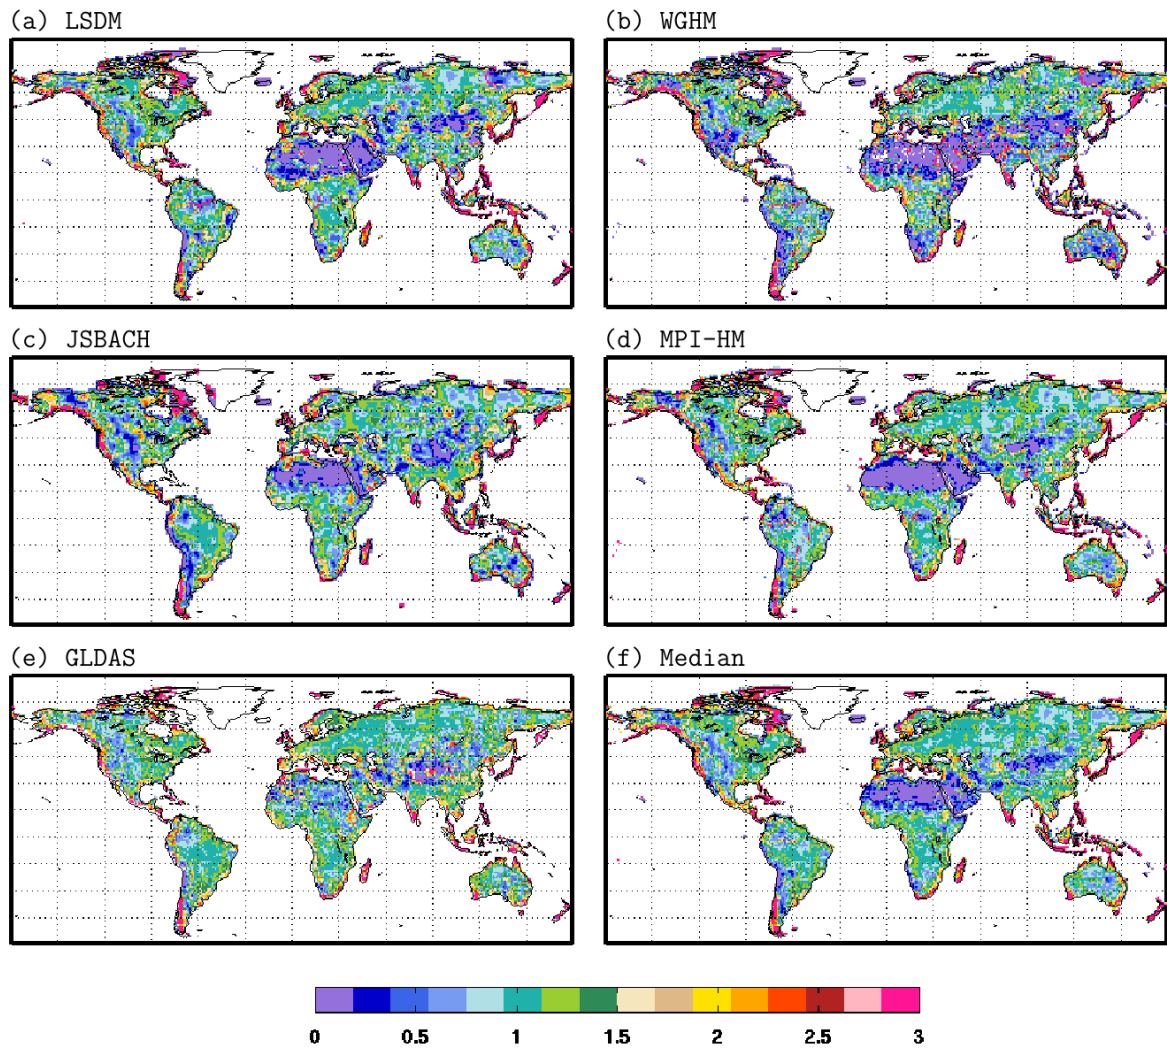 (a) LSDM
(b) WGHM
(c) JSBACH
(d) MPI-HM
(e) GLDAS
(f) Median
0 0.5 1 1.5 2 2.5 3